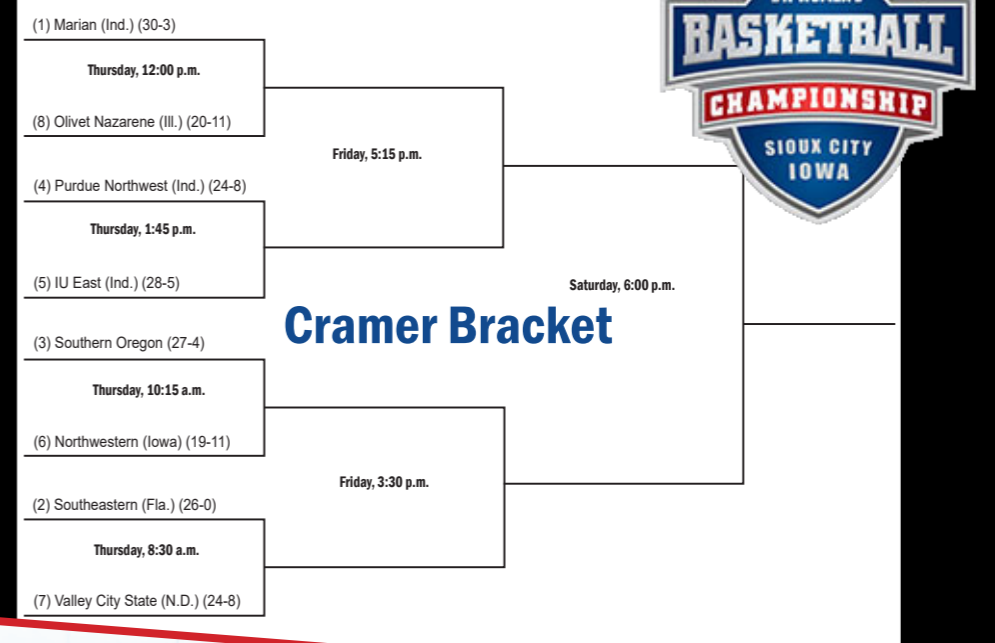 (1) Marian (Ind.) (30-3)
Thursday, 12:00 p.m.
(8) Olivet Nazarene (Ill.) (20-11)
Friday, 5:15 p.m.
(4) Purdue Northwest (Ind.) (24-8)
Thursday, 1:45 p.m.
(5) IU East (Ind.) (28-5)
Saturday, 6:00 p.m.
Cramer Bracket
(3) Southern Oregon (27-4)
Thursday, 10:15 a.m.
(6) Northwestern (Iowa) (19-11)
Friday, 3:30 p.m.
(2) Southeastern (Fla.) (26-0)
Thursday, 8:30 a.m.
(7) Valley City State (N.D.) (24-8)
BASKETBALL
CHAMPIONSHIP
SIOUX CITY
IOWA